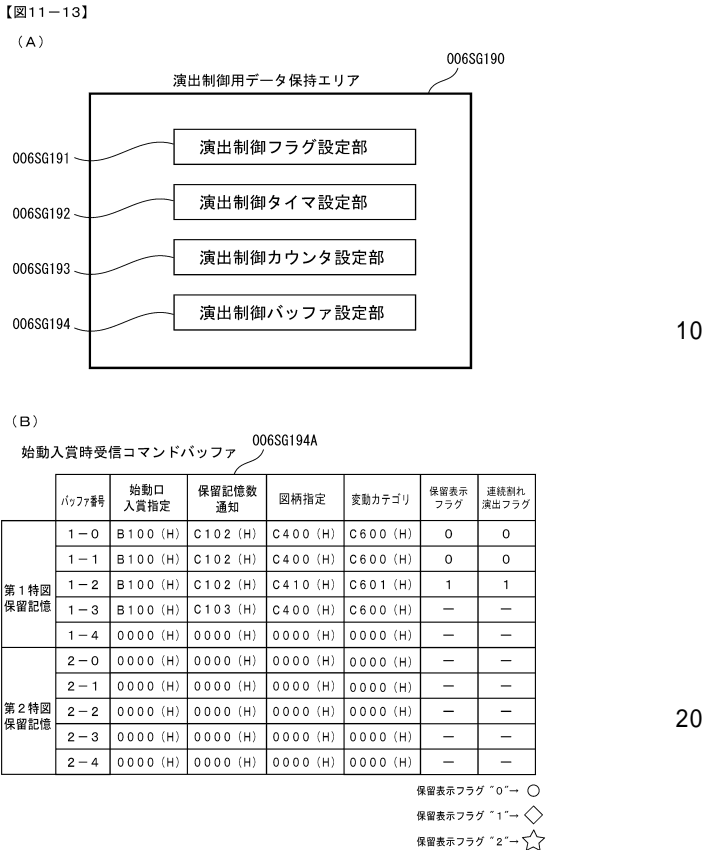 【図11－13】
（A）
006SG190
演出制御用データ保持エリア
006SG191
演出制御フラグ設定部
006SG192
演出制御タイマ設定部
006SG193
演出制御カウンタ設定部
006SG194
演出制御バッファ設定部
10
（B）
006SG194A
始動入賞時受信コマンドバッファ
バッファ番号 始動口入賞指定 保留記憶数通知 図柄指定 変動カテゴリ 保留表示フラグ 連続割れ演出フラグ
第１特図保留記憶
1－0 B100（H） C102（H） C400（H） C600（H） 0 0
1－1 B100（H） C102（H） C400（H） C600（H） 0 0
1－2 B100（H） C102（H） C410（H） C601（H） 1 1
1－3 B100（H） C103（H） C400（H） C600（H） － －
1－4 0000（H） 0000（H） 0000（H） 0000（H） － －
第２特図保留記憶
2－0 0000（H） 0000（H） 0000（H） 0000（H） － －
2－1 0000（H） 0000（H） 0000（H） 0000（H） － －
2－2 0000（H） 0000（H） 0000（H） 0000（H） － －
2－3 0000（H） 0000（H） 0000（H） 0000（H） － －
2－4 0000（H） 0000（H） 0000（H） 0000（H） － －
20
保留表示フラグ "0"→ ○
保留表示フラグ "1"→ ◇
保留表示フラグ "2"→ ☆